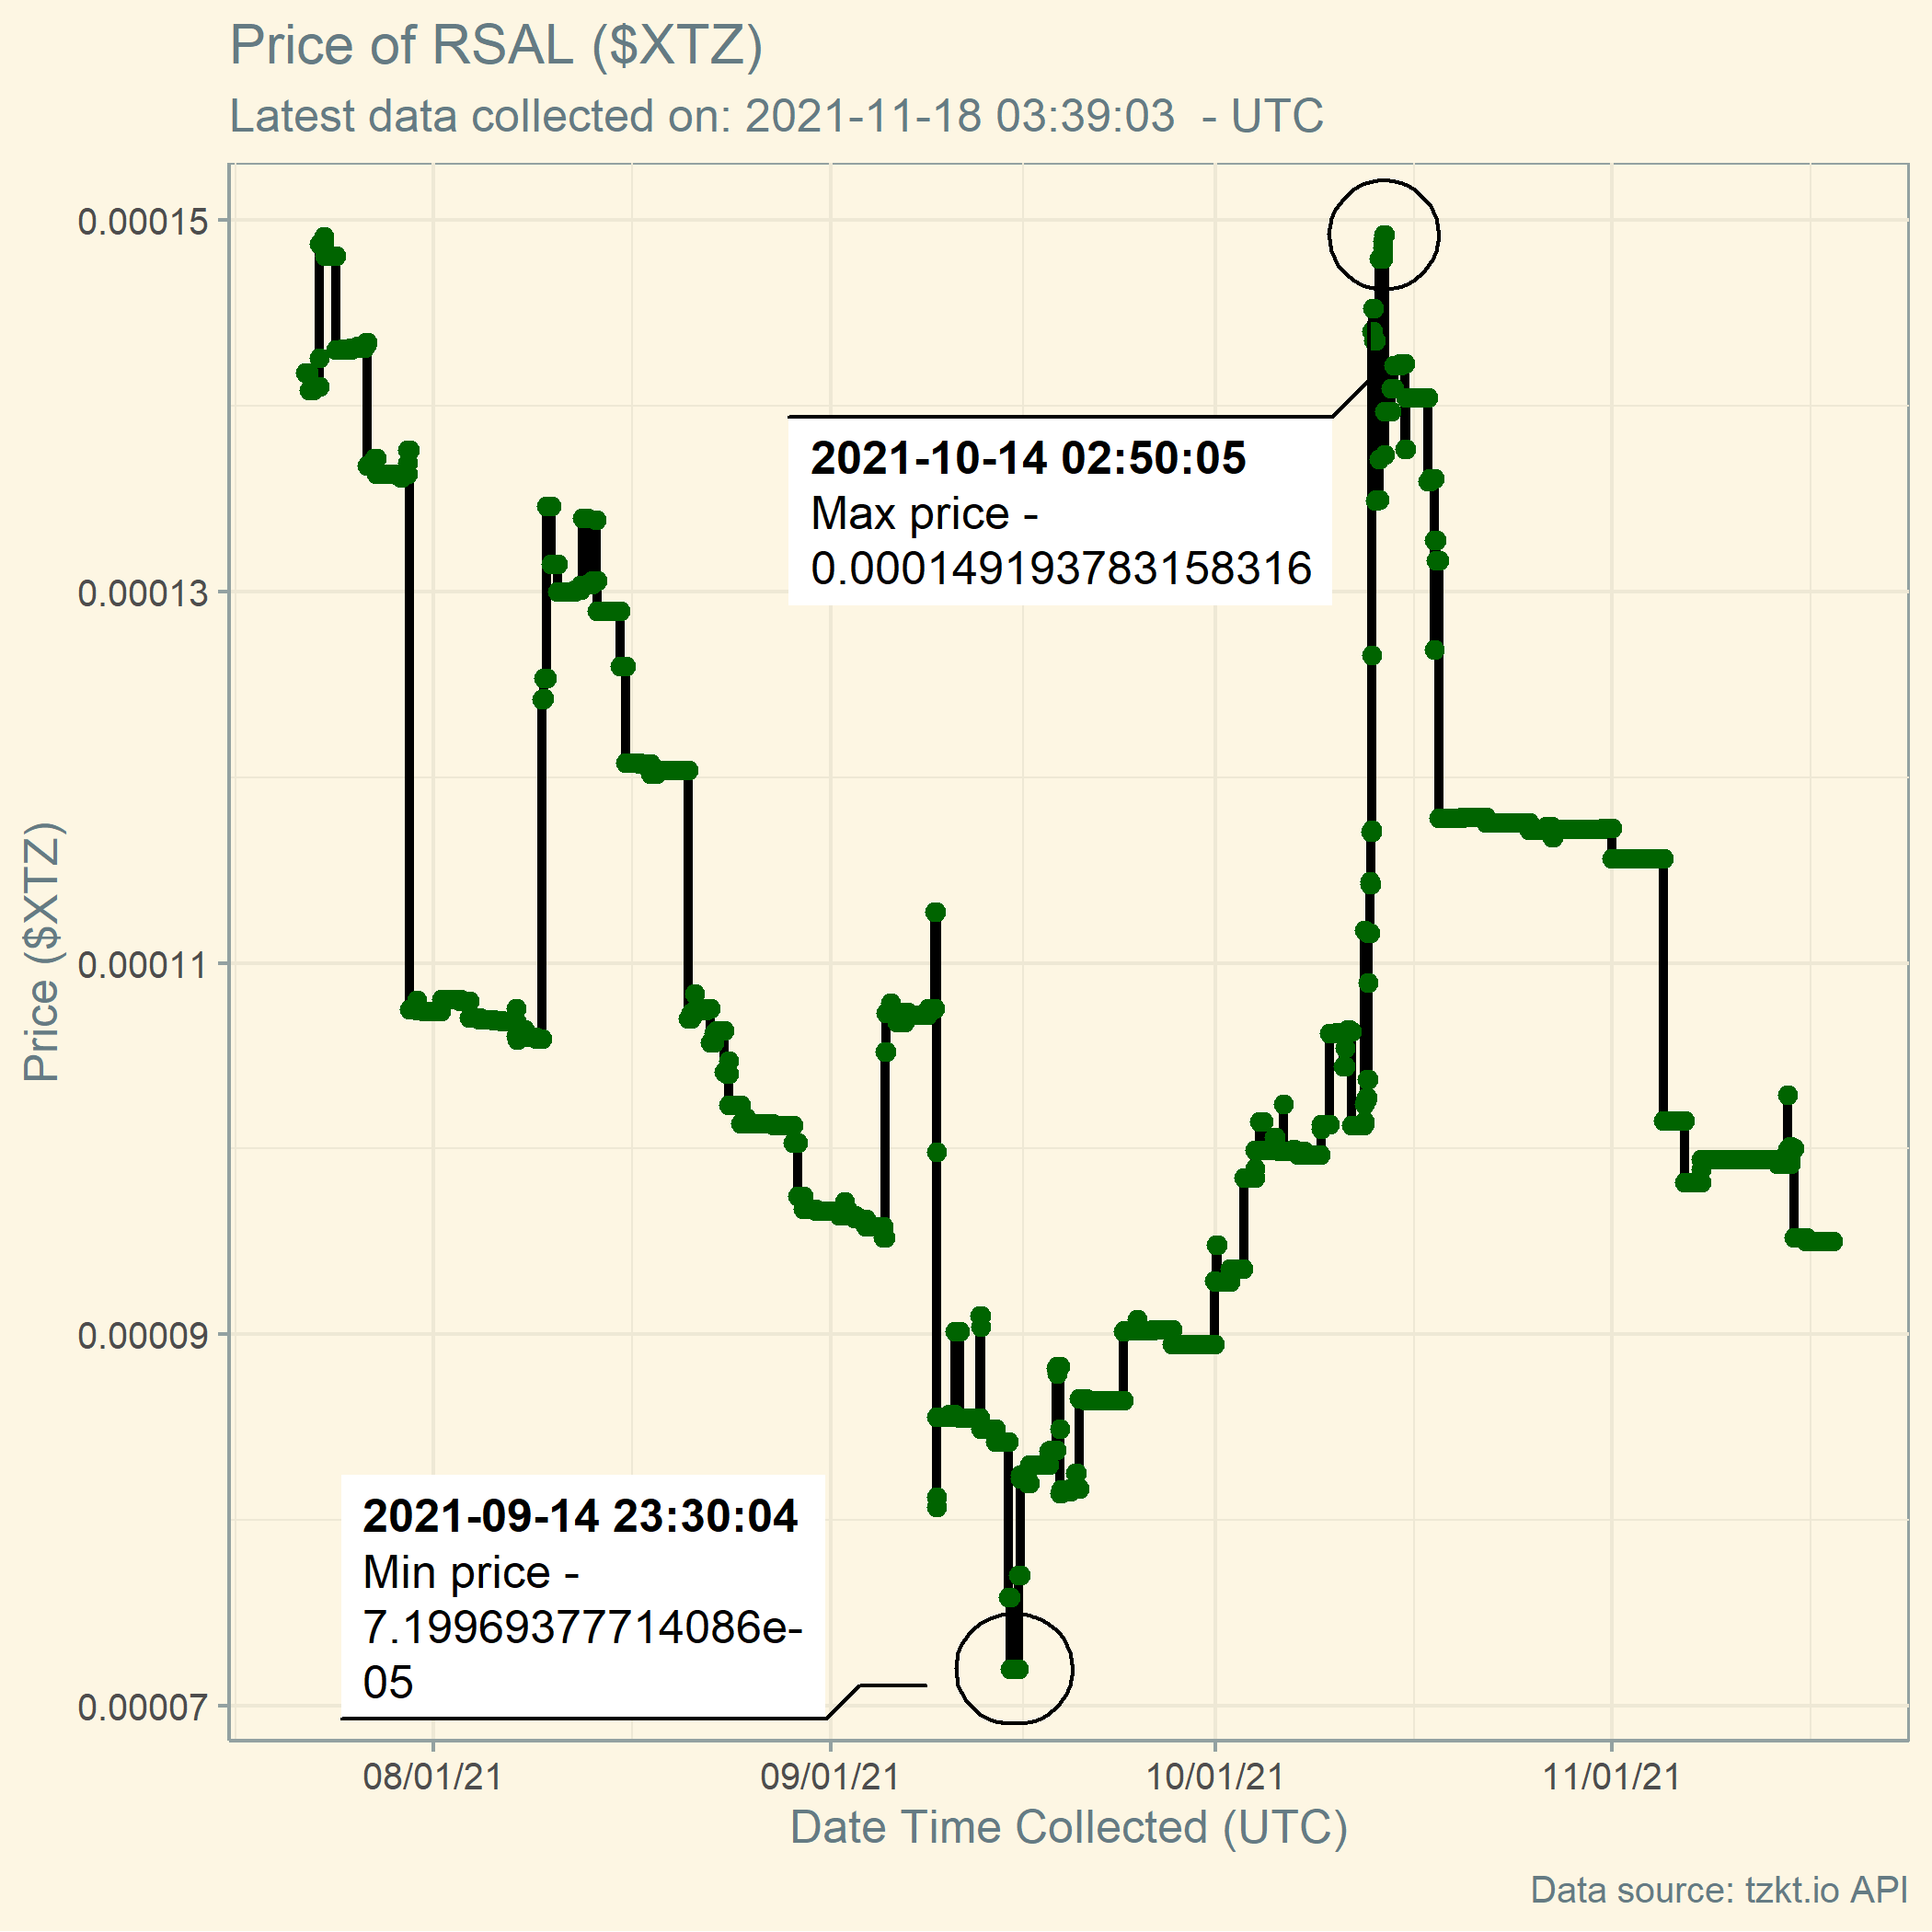 Price of RSAL ($XTZ)
Latest data collected on: 2021-11-18 03:39:03  - UTC
0.00015
0.00013
0.00011
0.00009
0.00007
Price ($XTZ)
2021-10-14 02:50:05
Max price -
0.000149193783158316
2021-09-14 23:30:04
Min price -
7.19969377714086e-
05
08/01/21
09/01/21
10/01/21
11/01/21
Date Time Collected (UTC)
Data source: tzkt.io API